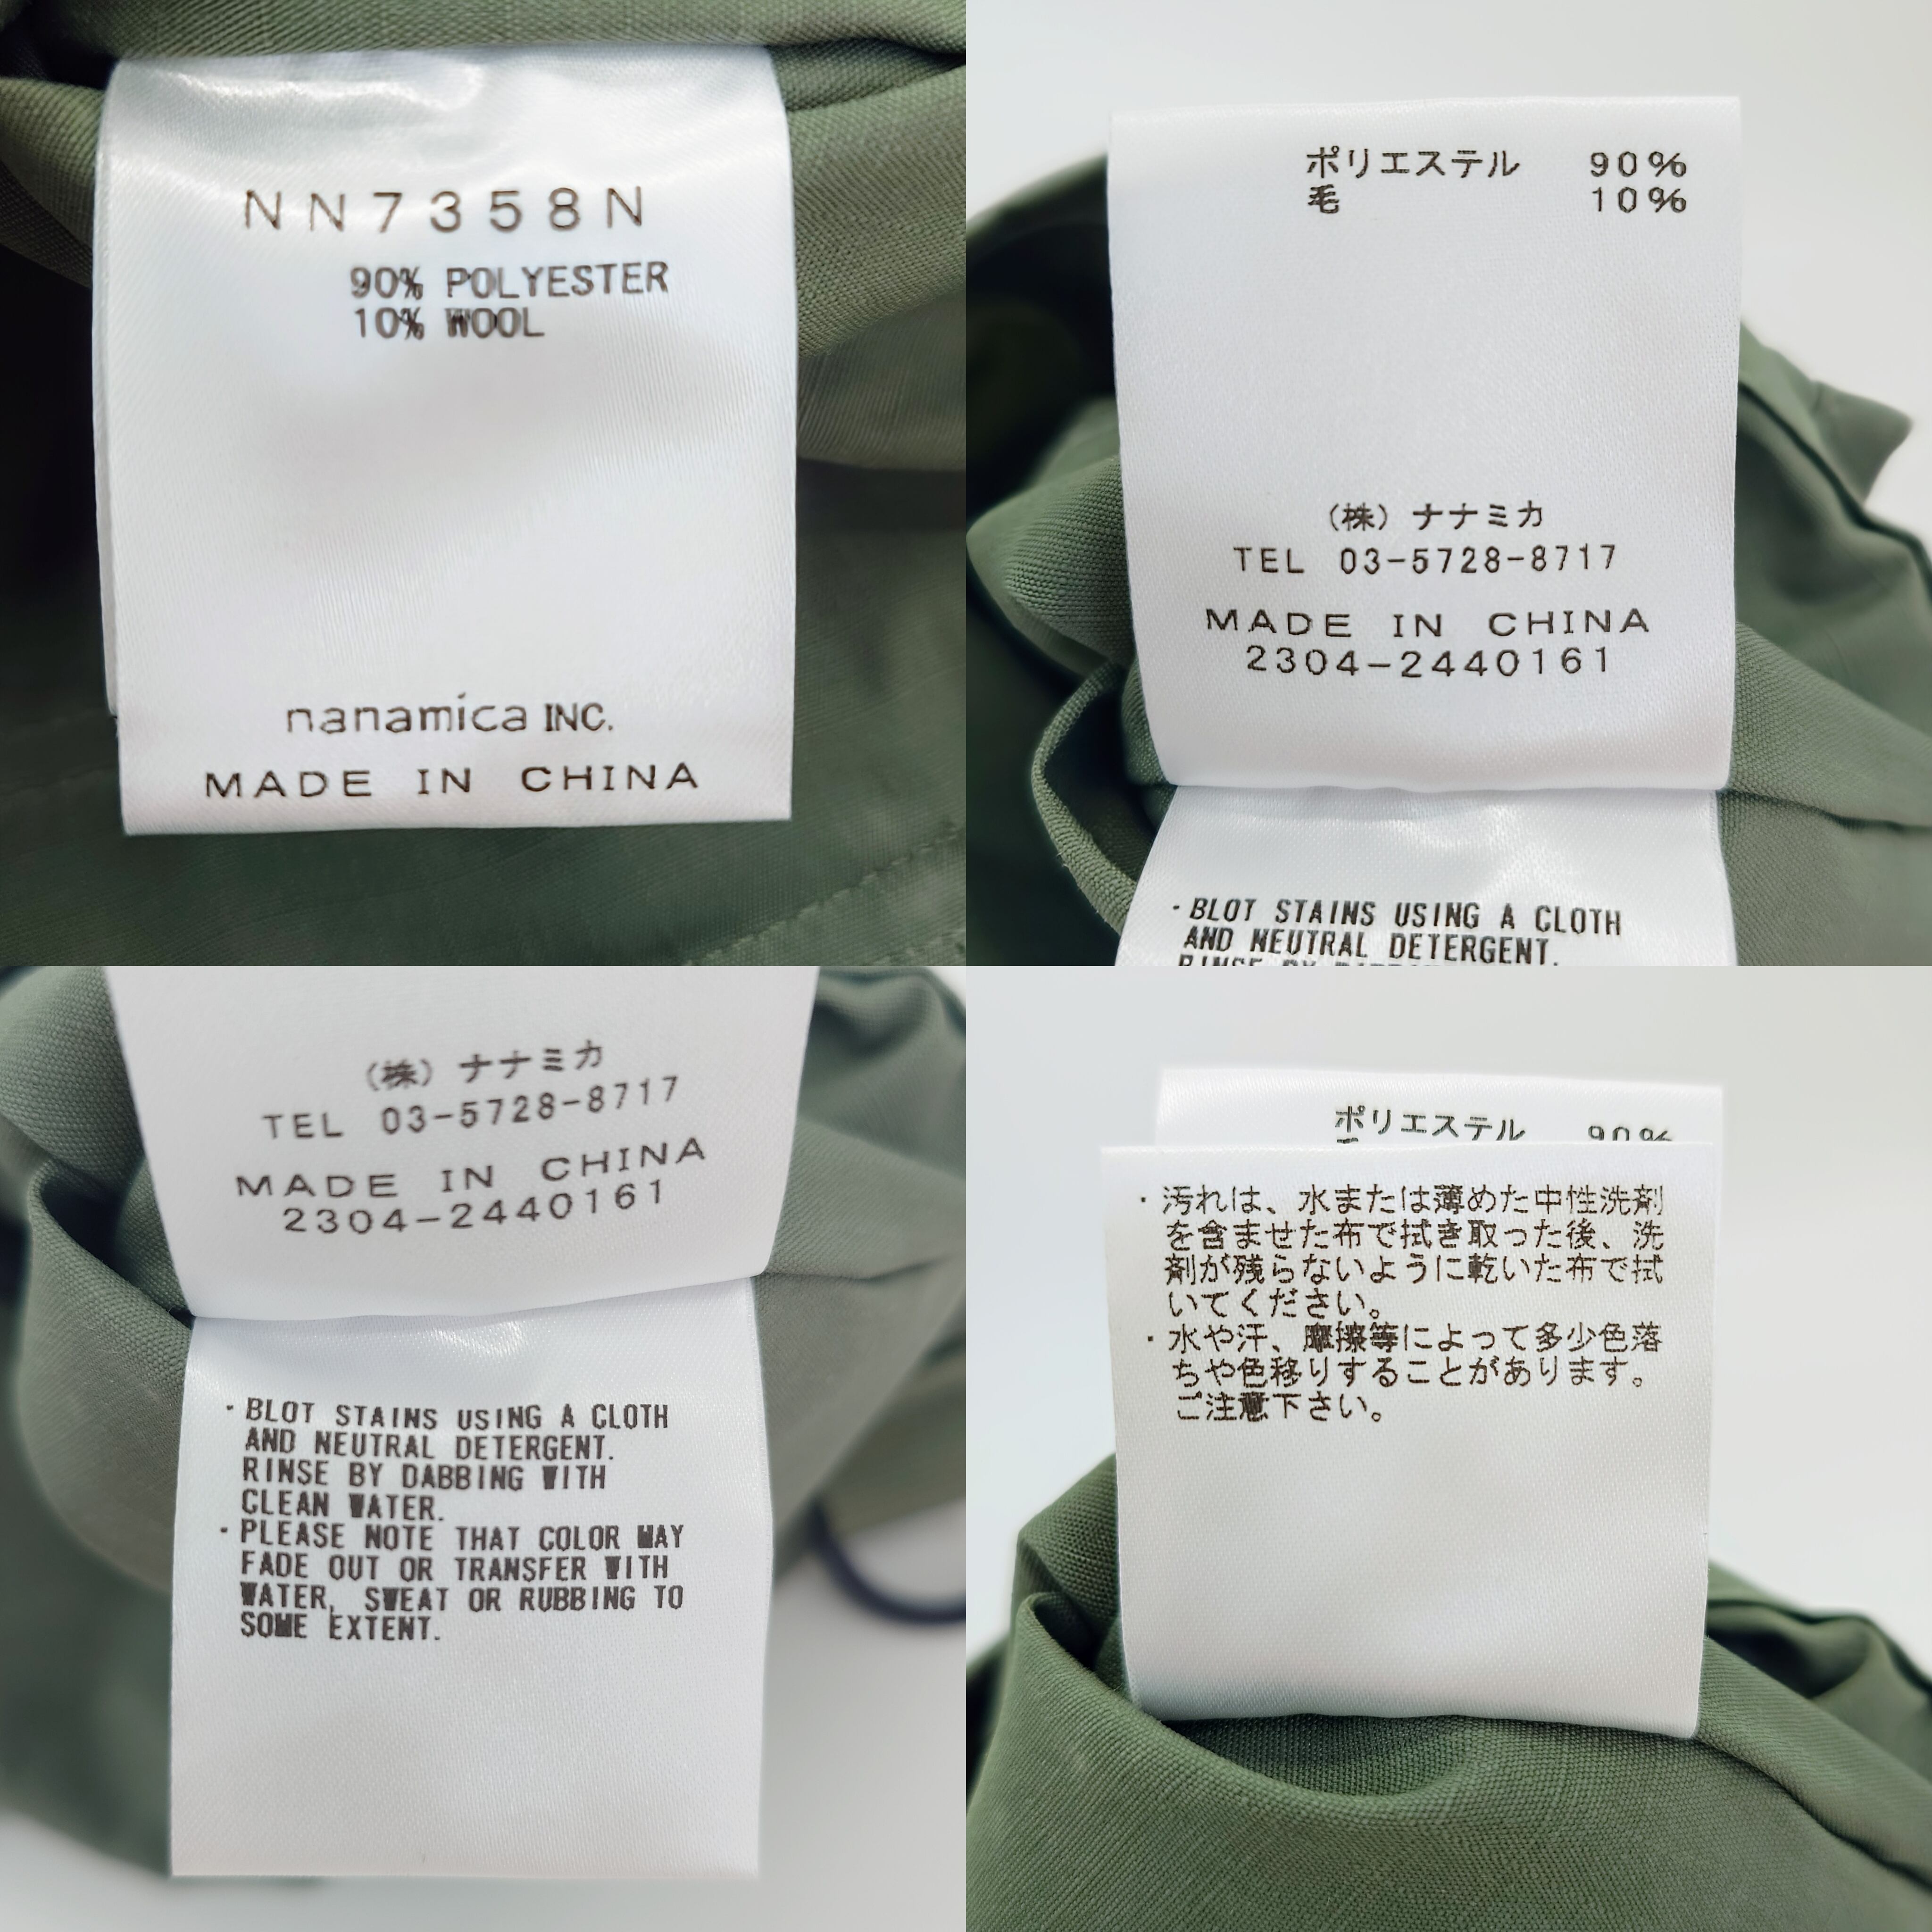 NN7358N
90% POLYESTER
10% WOOL
nanamica INC.
MADE IN CHINA
ポリエステル 90%
毛 10%
(株) ナナミカ
TEL 03-5728-8717
MADE IN CHINA
2304-2440161
・BLOT STAINS USING A CLOTH
AND NEUTRAL DETERGENT.
(株) ナナミカ
TEL 03-5728-8717
MADE IN CHINA
2304-2440161
・BLOT STAINS USING A CLOTH
AND NEUTRAL DETERGENT.
RINSE BY DABBING WITH
CLEAN WATER.
・PLEASE NOTE THAT COLOR MAY
FADE OUT OR TRANSFER WITH
WATER, SWEAT OR RUBBING TO
SOME EXTENT.
ポリエステル 90%
・汚れは、水または薄めた中性洗剤
を含ませた布で拭き取った後、洗
剤が残らないように乾いた布で拭
いてください。
・水や汗、摩擦等によって多少色落
ちや色移りすることがあります。
ご注意下さい。